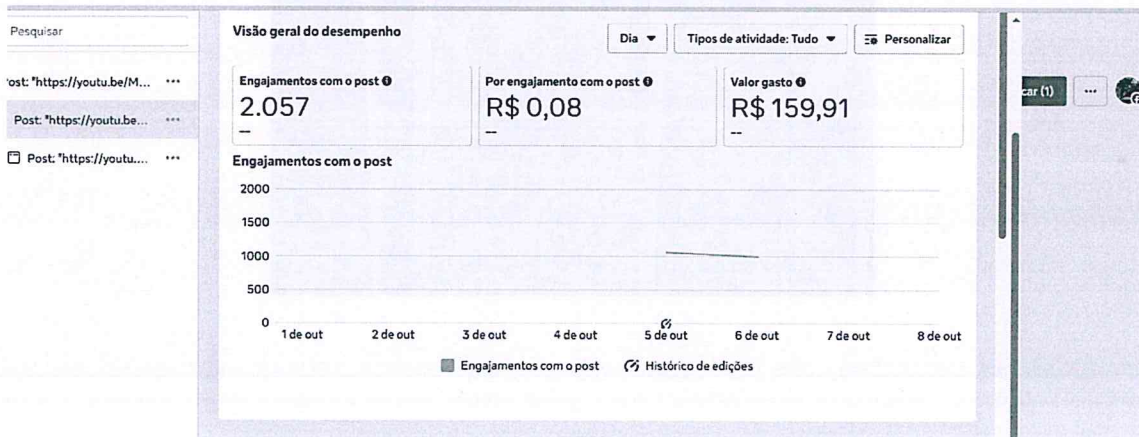 Pesquisar
Post: "https://youtu.be/M... ...
Post: "https://youtu.be... ...
Post: "https://youtu.... ...
Visão geral do desempenho
Dia
Tipos de atividade: Tudo
Personalizar
Engajamentos com o post
2.057
--
Por engajamento com o post
R$ 0,08
--
Valor gasto
R$ 159,91
--
car (1)
...
Engajamentos com o post
2000
1500
1000
500
0
1 de out 2 de out 3 de out 4 de out 5 de out 6 de out 7 de out 8 de out
Engajamentos com o post Histórico de edições